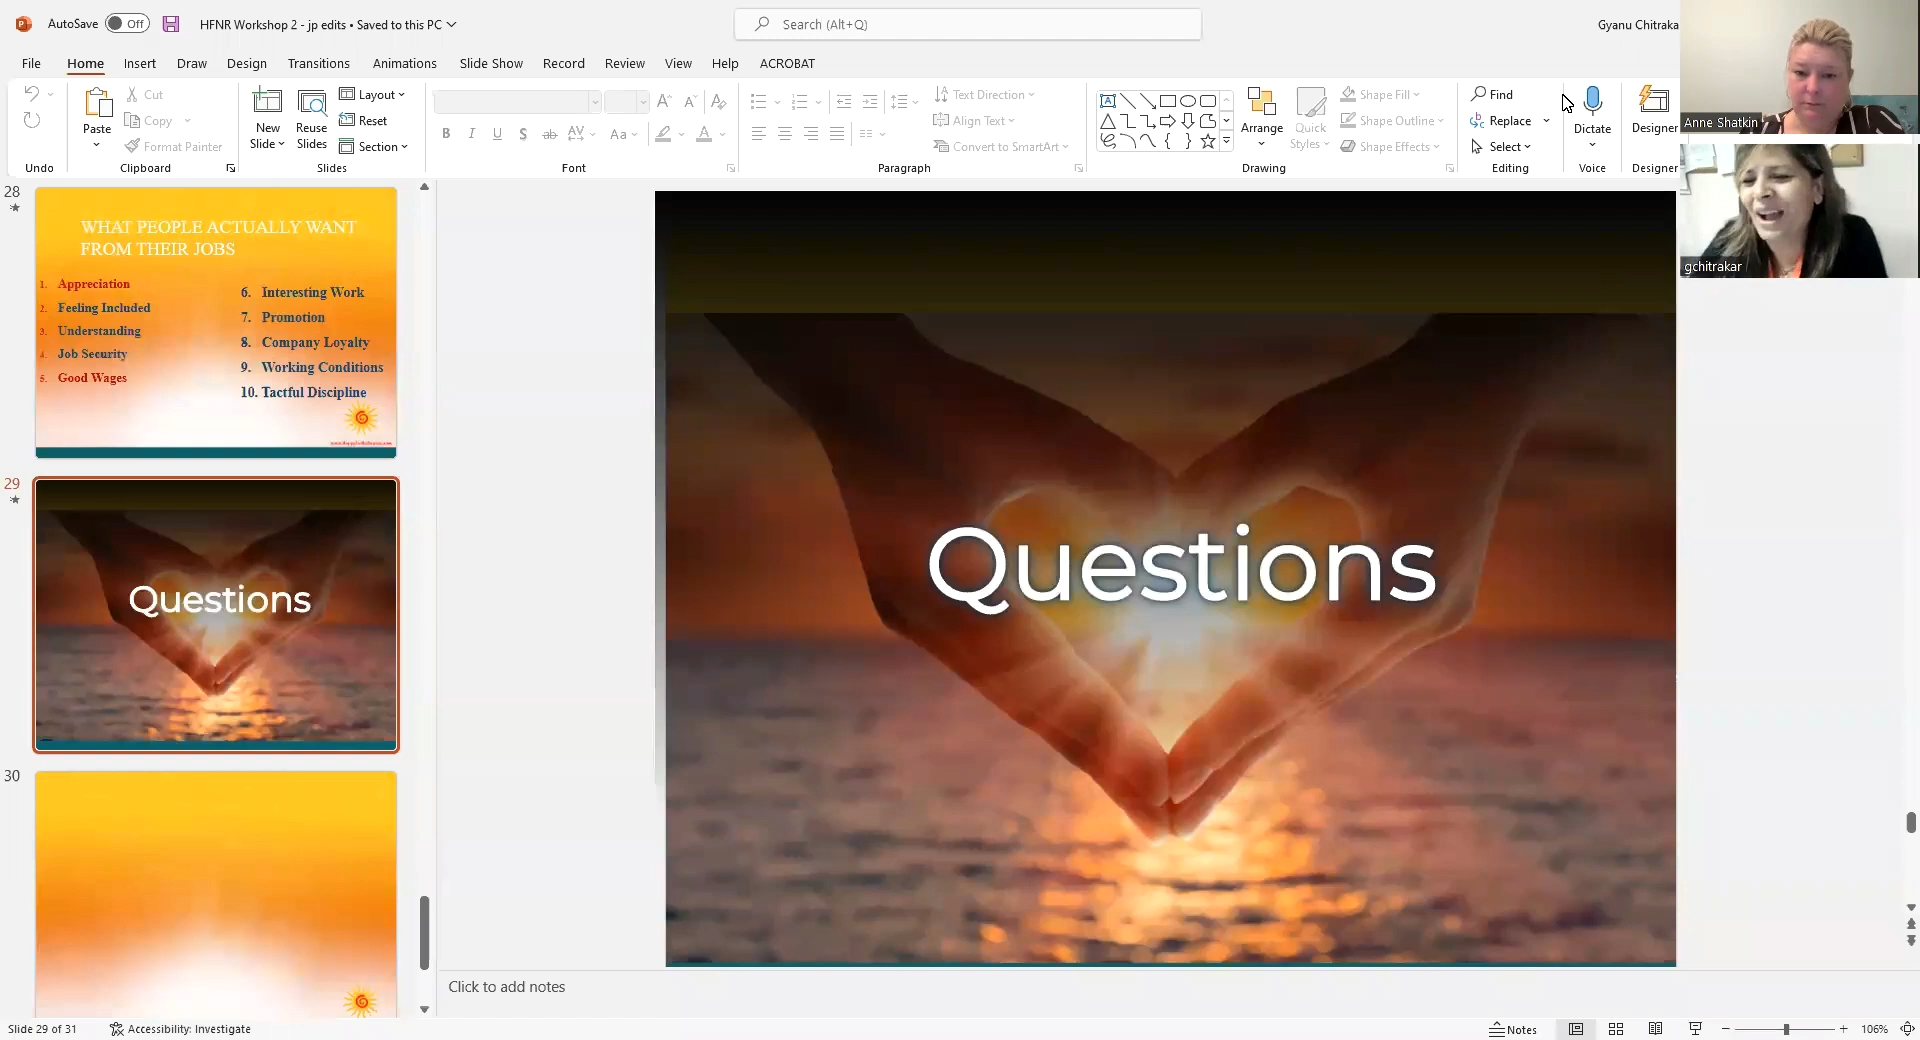 AutoSave
Off
HFNR Workshop 2 - jp edits • Saved to this PC
Search (Alt+Q)
Gyanu Chitraka
File
Home
Insert
Draw
Design
Transitions
Animations
Slide Show
Record
Review
View
Help
ACROBAT
Paste
Cut
Copy
Format Painter
New Slide
Reuse Slides
Layout
Reset
Section
B I U S ab AV Aa A
Text Direction
Align Text
Convert to SmartArt
Arrange
Quick Styles
Shape Fill
Shape Outline
Shape Effects
Find
Replace
Select
Dictate
Designer
Undo
Clipboard
Slides
Font
Paragraph
Drawing
Editing
Voice
Designer
Anne Shatkin
gchitrakar
28
WHAT PEOPLE ACTUALLY WANT
FROM THEIR JOBS
1. Appreciation
2. Feeling Included
3. Understanding
4. Job Security
5. Good Wages
6. Interesting Work
7. Promotion
8. Company Loyalty
9. Working Conditions
10. Tactful Discipline
29
Questions
30
Questions
Click to add notes
Slide 29 of 31
Accessibility: Investigate
Notes
106%